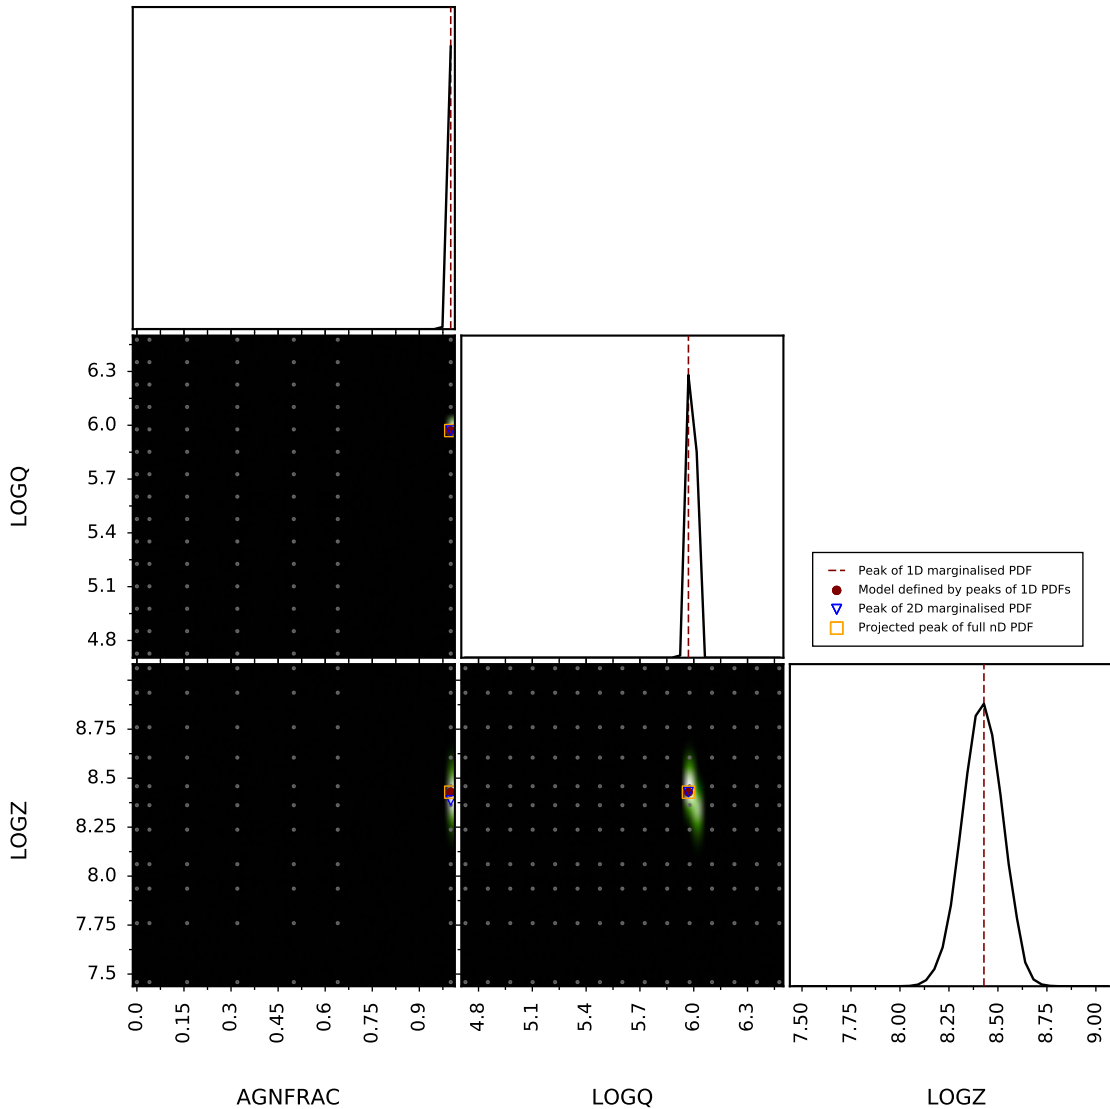 6.3
6.0
5.7
5.4
5.1
4.8
LOGQ
Peak of 1D marginalised PDF
Model defined by peaks of 1D PDFs
Peak of 2D marginalised PDF
Projected peak of full nD PDF
8.75
8.5
8.25
8.0
7.75
7.5
LOGZ
0.0 0.15 0.3 0.45 0.6 0.75 0.9
4.8 5.1 5.4 5.7 6.0 6.3
7.50 7.75 8.00 8.25 8.50 8.75 9.00
AGNFRAC
LOGQ
LOGZ